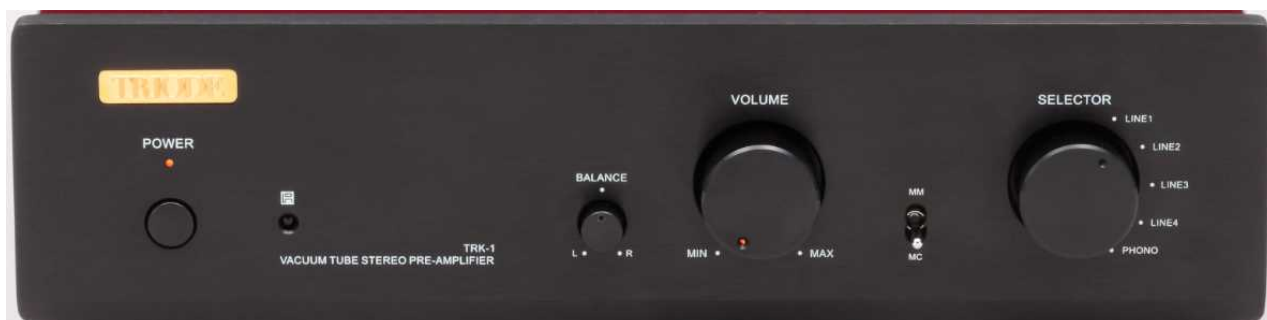 TRIODE
POWER
BALANCE
L
R
TRK-1
VACUUM TUBE STEREO PRE-AMPLIFIER
VOLUME
MIN
MAX
MM
MC
SELECTOR
LINE1
LINE2
LINE3
LINE4
PHONO